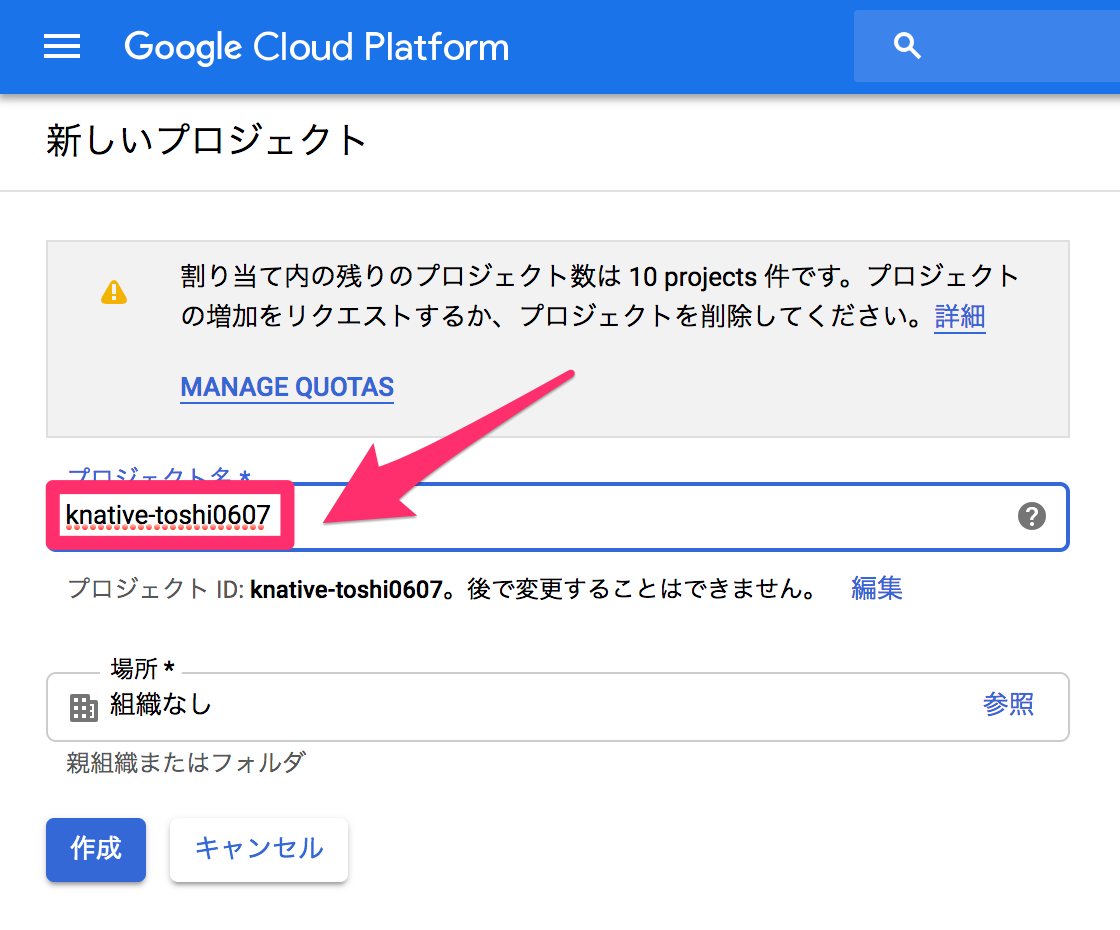 Google Cloud Platform
新しいプロジェクト
割り当て内の残りのプロジェクト数は 10 projects 件です。プロジェクト
の増加をリクエストするか、プロジェクトを削除してください。詳細
MANAGE QUOTAS
プロジェクト名 *
knative-toshi0607
プロジェクト ID: knative-toshi0607。後で変更することはできません。 編集
場所 *
組織なし 参照
親組織またはフォルダ
作成 キャンセル